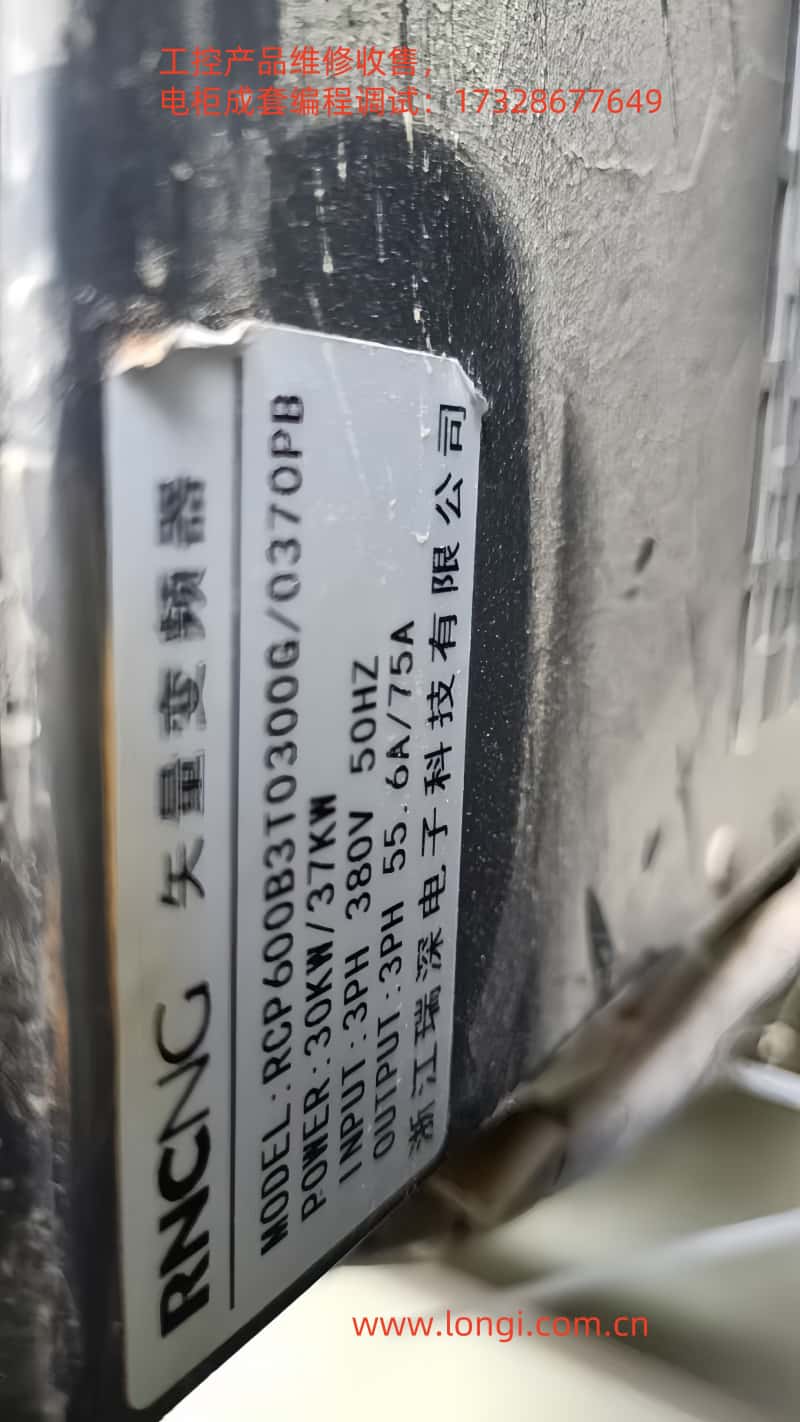 工控产品维修收售，
电柜成套编程调试：17328677649
RNCNC 矢量变频器
MODEL:RCP600B3T0300G/0370PB
POWER:30KW/37KW
INPUT:3PH 380V 50HZ
OUTPUT:3PH 55.6A/75A
浙江瑞深电子科技有限公司
www.longi.com.cn